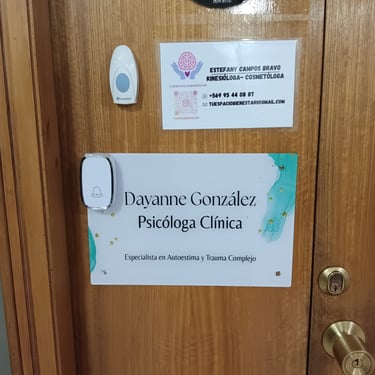 ESTEFANY CAMPOS BRAVO
KINESIÓLOGA- COSMETÓLOGA
+569 95 44 08 87
TUESPACIOBIENESTAR5@GMAIL.COM
Dayanne González
Psicóloga Clínica
Especialista en Autoestima y Trauma Complejo